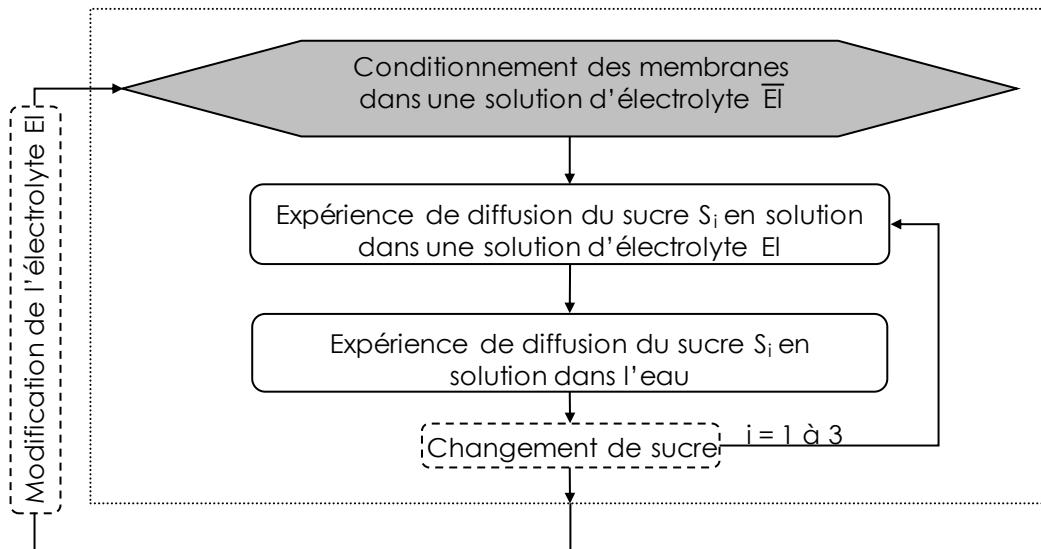 Conditionnement des membranes
dans une solution d’électrolyte E̅l̅
Modification de l’électrolyte El
Expérience de diffusion du sucre Sᵢ en solution
dans une solution d’électrolyte El
Expérience de diffusion du sucre Sᵢ en
solution dans l’eau
Changement de sucre
i = 1 à 3